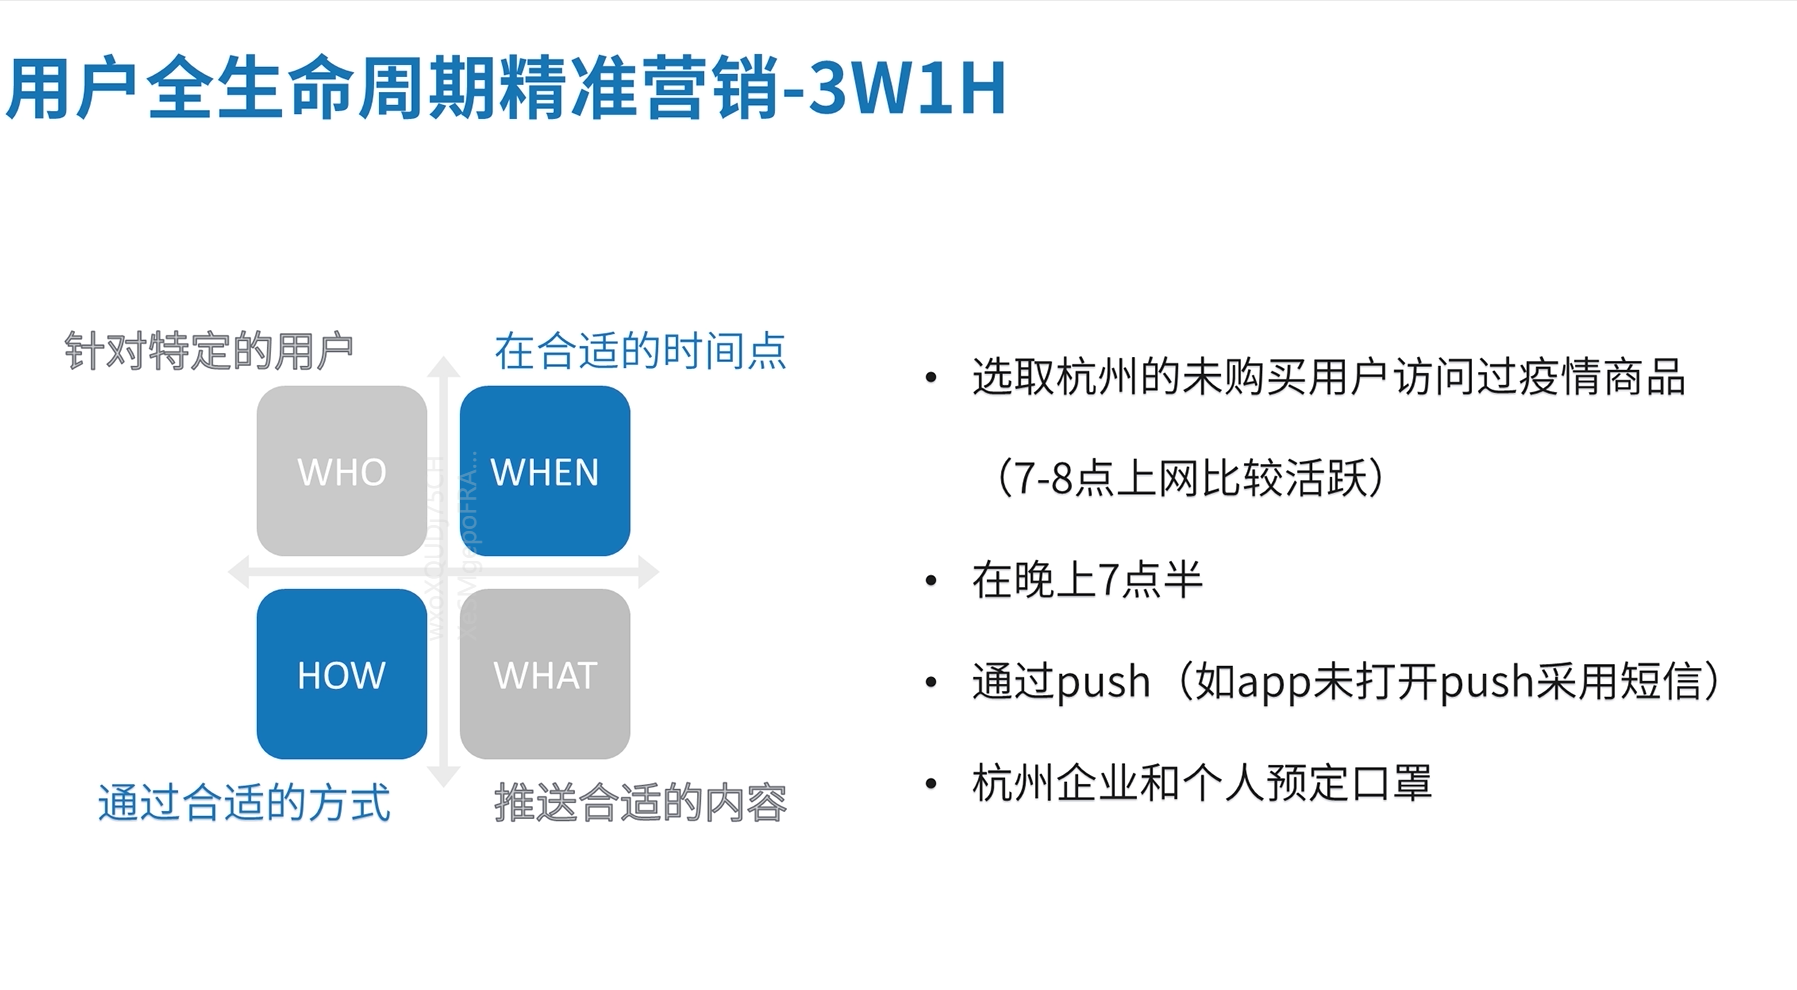 用户全生命周期精准营销-3W1H
针对特定的用户
在合适的时间点
WHO
WHEN
HOW
WHAT
通过合适的方式
推送合适的内容
• 选取杭州的未购买用户访问过疫情商品
（7-8点上网比较活跃）
• 在晚上7点半
• 通过push（如app未打开push采用短信）
• 杭州企业和个人预定口罩